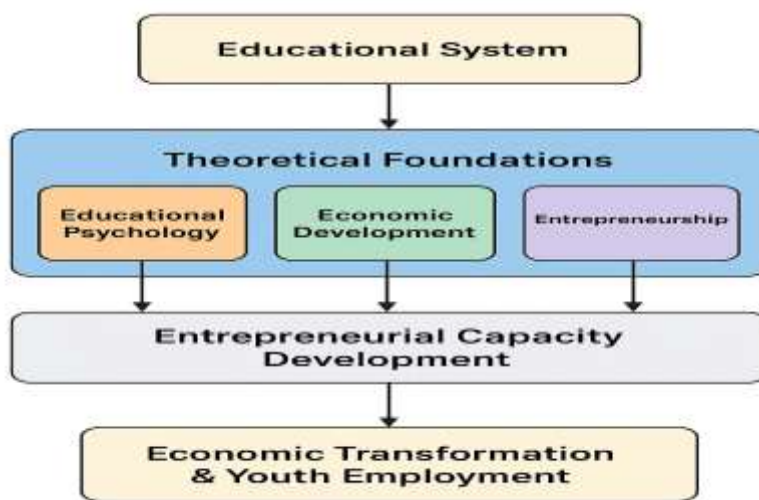 Educational System
Theoretical Foundations
Educational
Psychology
Economic
Development
Entrepreneurship
Entrepreneurial Capacity
Development
Economic Transformation
& Youth Employment